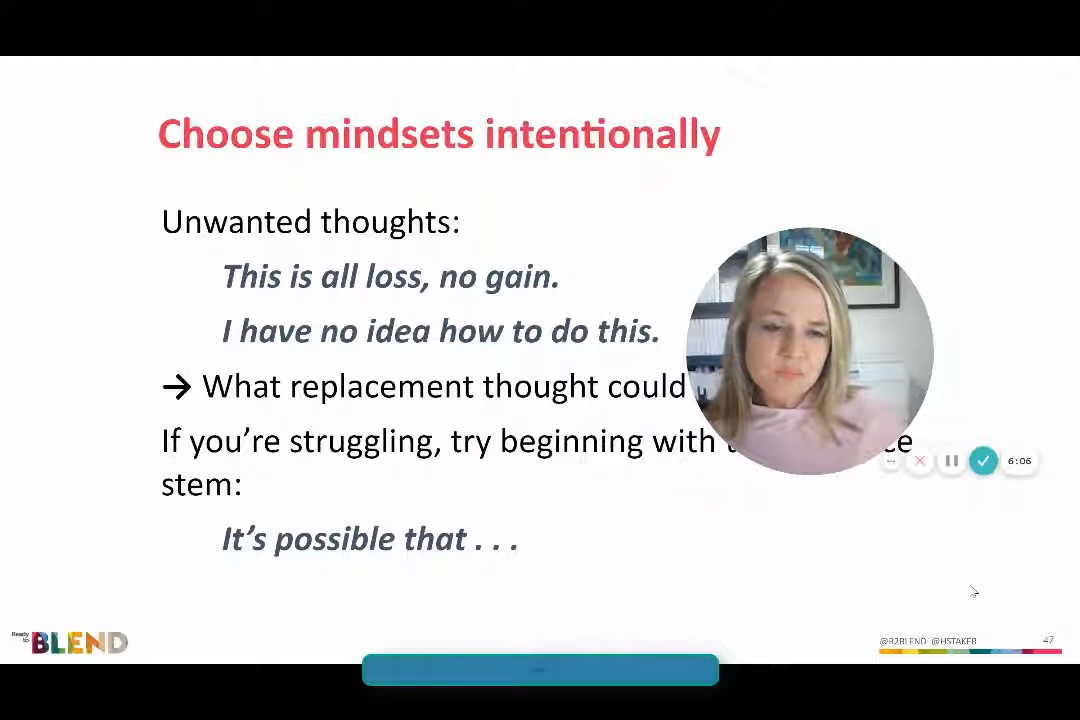 Choose mindsets intentionally
Unwanted thoughts:
This is all loss, no gain.
I have no idea how to do this.
→ What replacement thought could
If you're struggling, try beginning with
stem:
It's possible that . . .
6:06
Ready to BLEND
@R2BLEND @HSTAKER
47